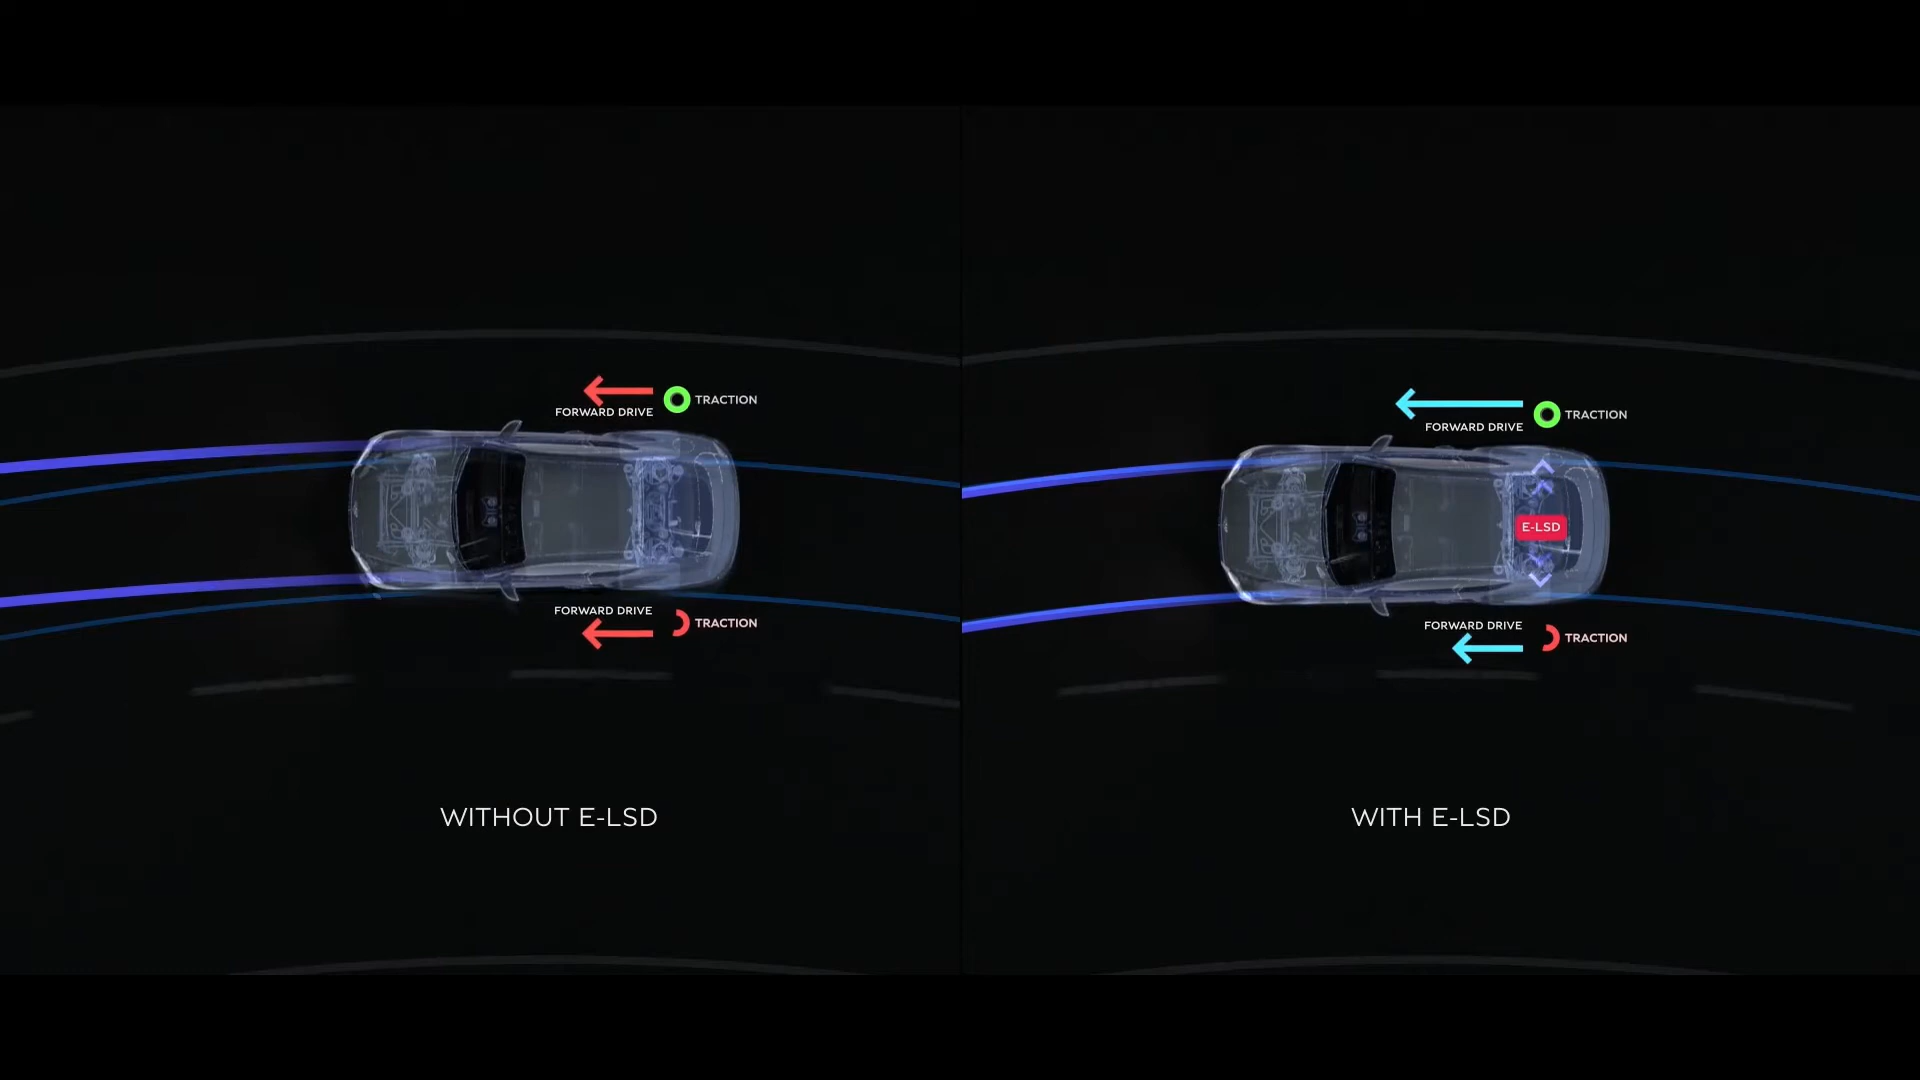 FORWARD DRIVE
TRACTION
FORWARD DRIVE
TRACTION
WITHOUT E-LSD
TRACTION
FORWARD DRIVE
E-LSD
FORWARD DRIVE
TRACTION
WITH E-LSD